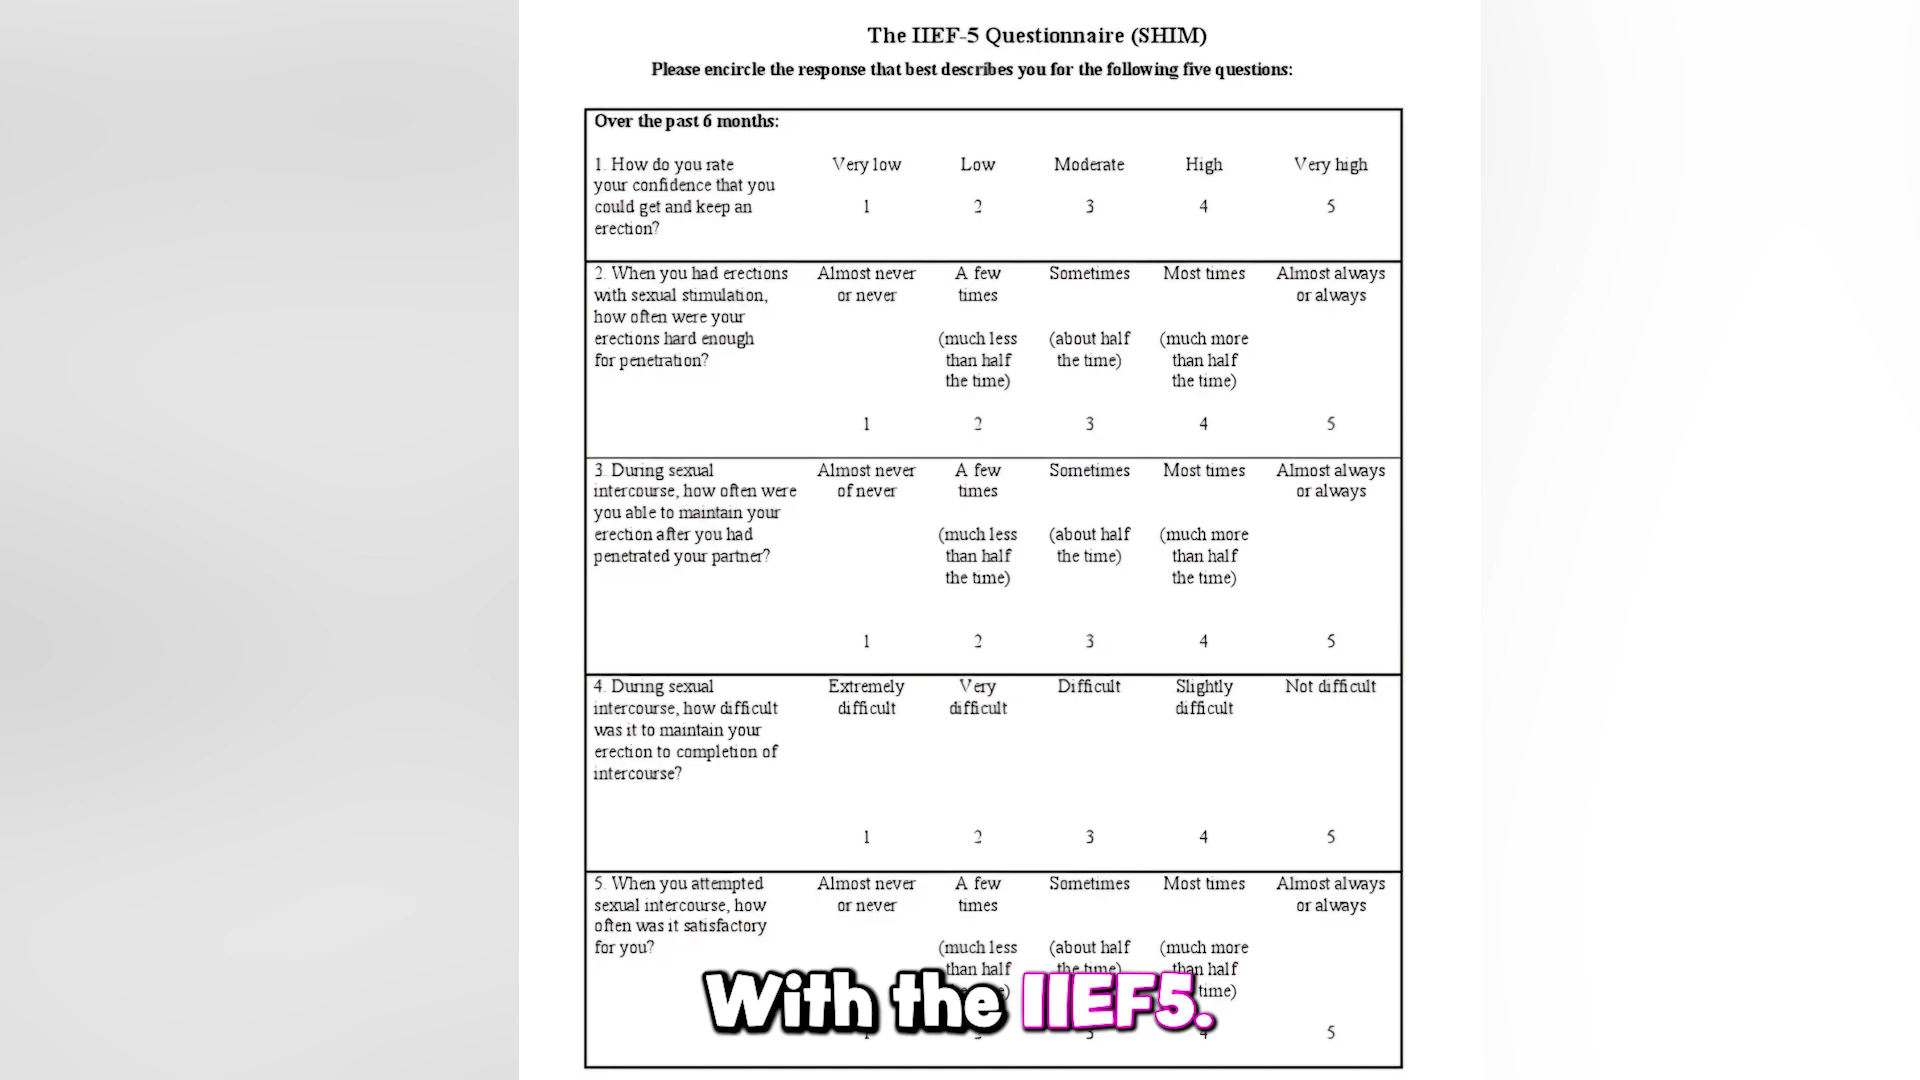 The IIEF-5 Questionnaire (SHIM)
Please encircle the response that best describes you for the following five questions:
Over the past 6 months:
1. How do you rate Very low Low Moderate High Very high
your confidence that you
could get and keep an 1 2 3 4 5
erection?
2. When you had erections Almost never A few Sometimes Most times Almost always
with sexual stimulation, or never times or always
how often were your
erections hard enough (much less (about half (much more
for penetration? than half the time) than half
the time) the time)
1 2 3 4 5
3. During sexual Almost never A few Sometimes Most times Almost always
intercourse, how often were of never times or always
you able to maintain your
erection after you had (much less (about half (much more
penetrated your partner? than half the time) than half
the time) the time)
1 2 3 4 5
4. During sexual Extremely Very Difficult Slightly Not difficult
intercourse, how difficult difficult difficult difficult
was it to maintain your
erection to completion of
intercourse?
1 2 3 4 5
5. When you attempted Almost never A few Sometimes Most times Almost always
sexual intercourse, how or never times or always
often was it satisfactory
for you? (much less (about half (much more
than half the time) than half
time)
With the IIEF5.
5